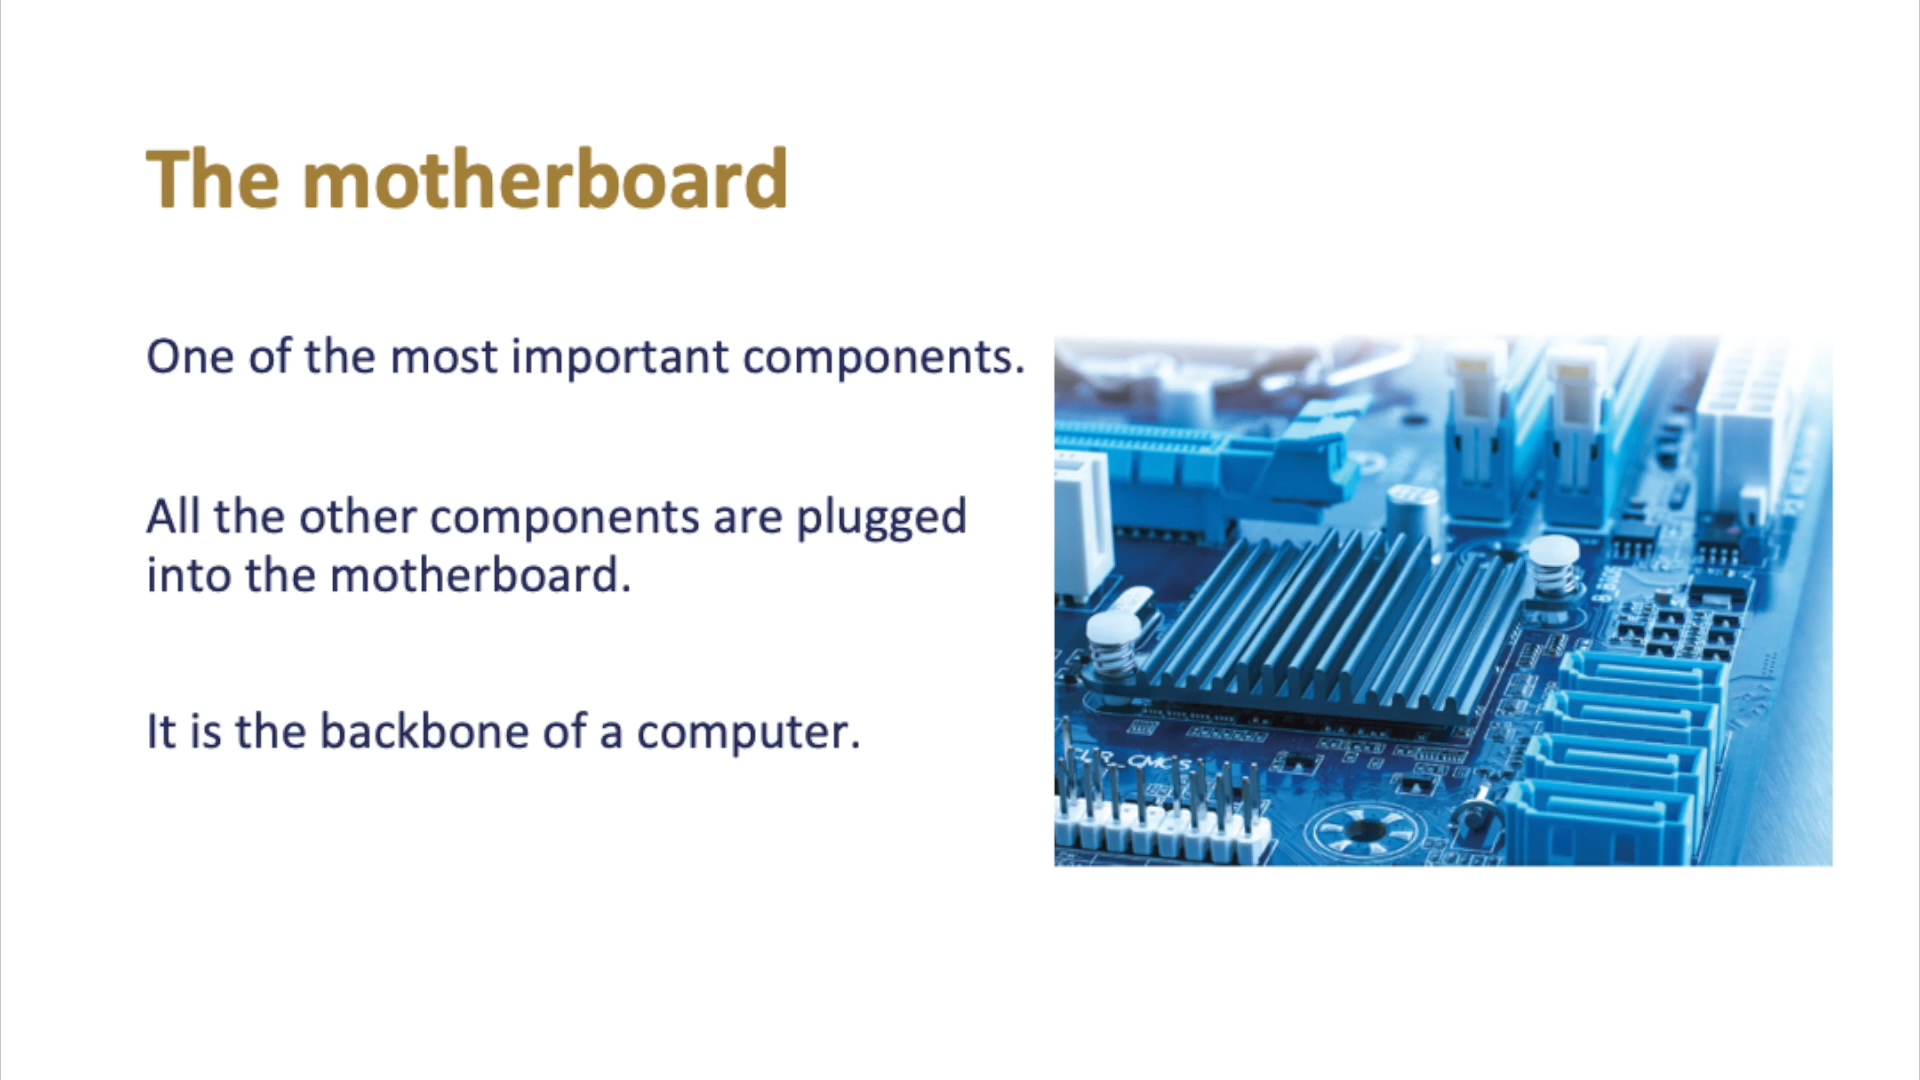 The motherboard
One of the most important components.
All the other components are plugged
into the motherboard.
It is the backbone of a computer.